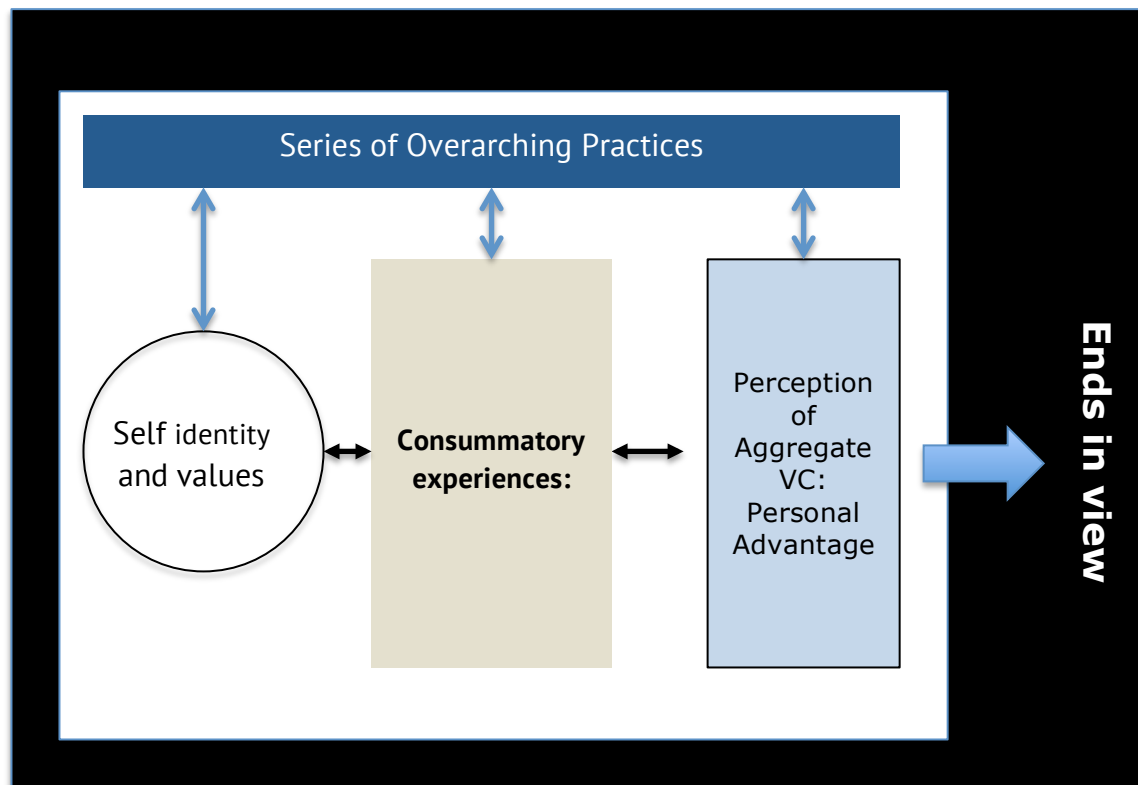 Series of Overarching Practices
Self identity
and values
Consummatory
experiences:
Perception
of
Aggregate
VC:
Personal
Advantage
Ends in view